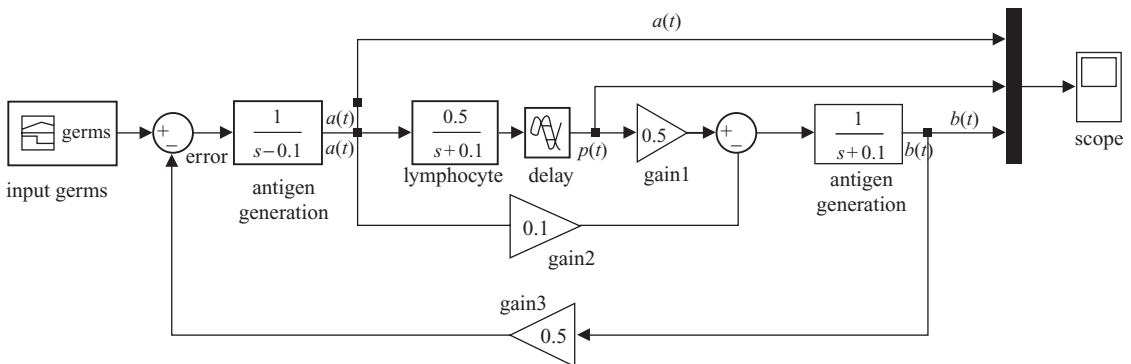 a(t)
germs
+
−
error
input germs
1
s−0.1
antigen
generation
a(t)
a(t)
0.5
s+0.1
lymphocyte
delay
p(t)
0.5
gain1
+
−
1
s+0.1
antigen
generation
b(t)
b(t)
scope
0.1
gain2
gain3
0.5